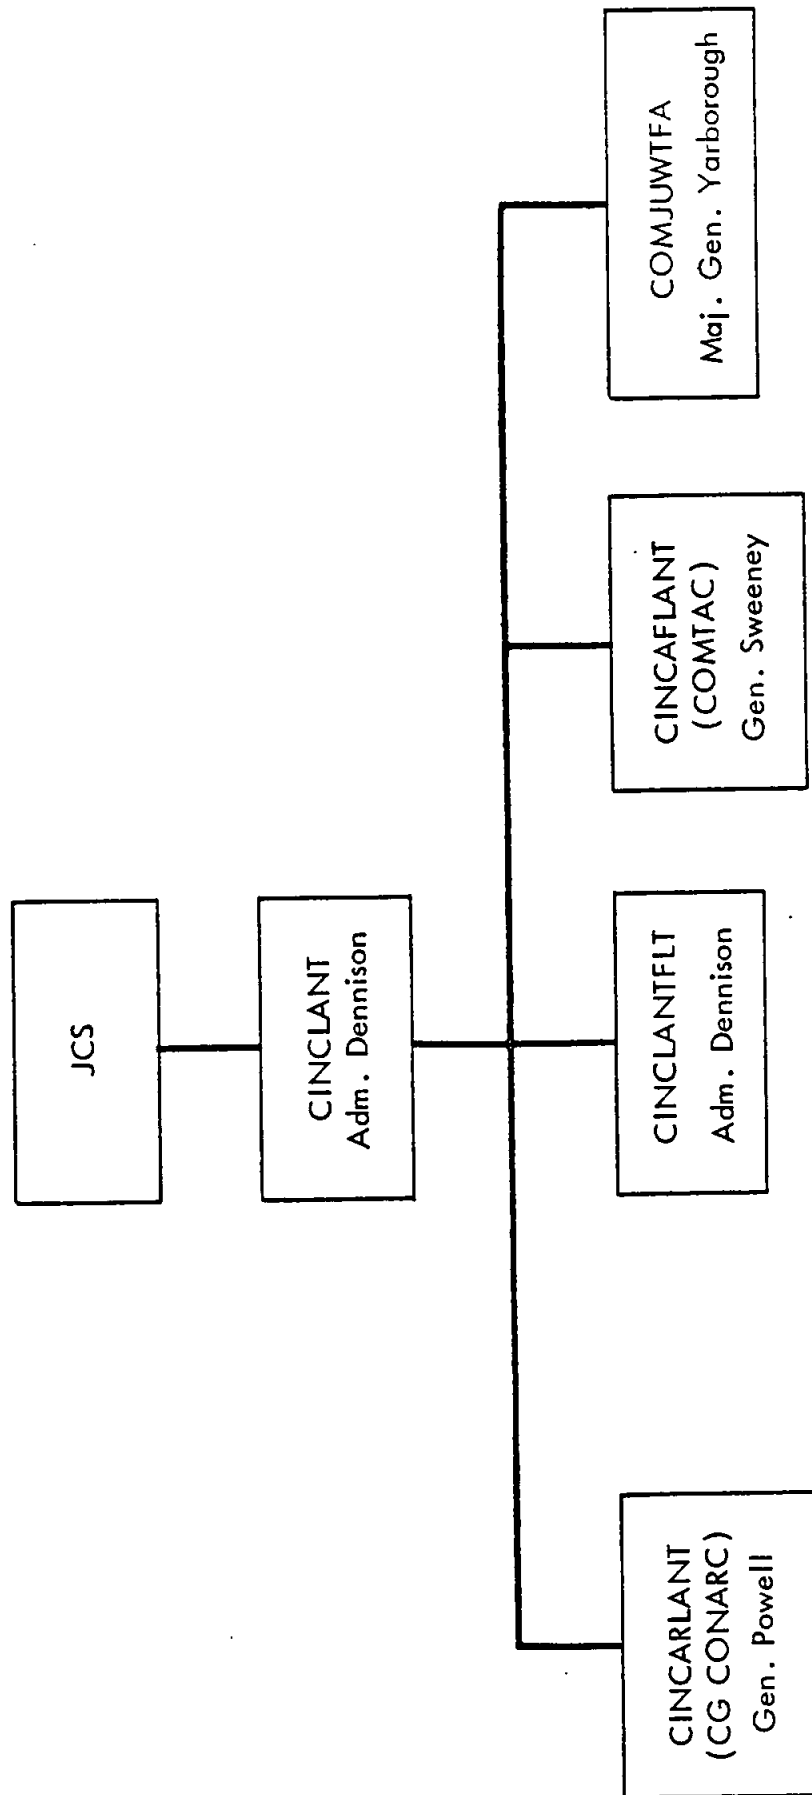 JCS
CINCLANT
Adm. Dennison
CINCARLANT
(CG CONARC)
Gen. Powell
CINCLANTFLT
Adm. Dennison
CINCAFLANT
(COMTAC)
Gen. Sweeney
COMJUWTFA
Maj. Gen. Yarborough